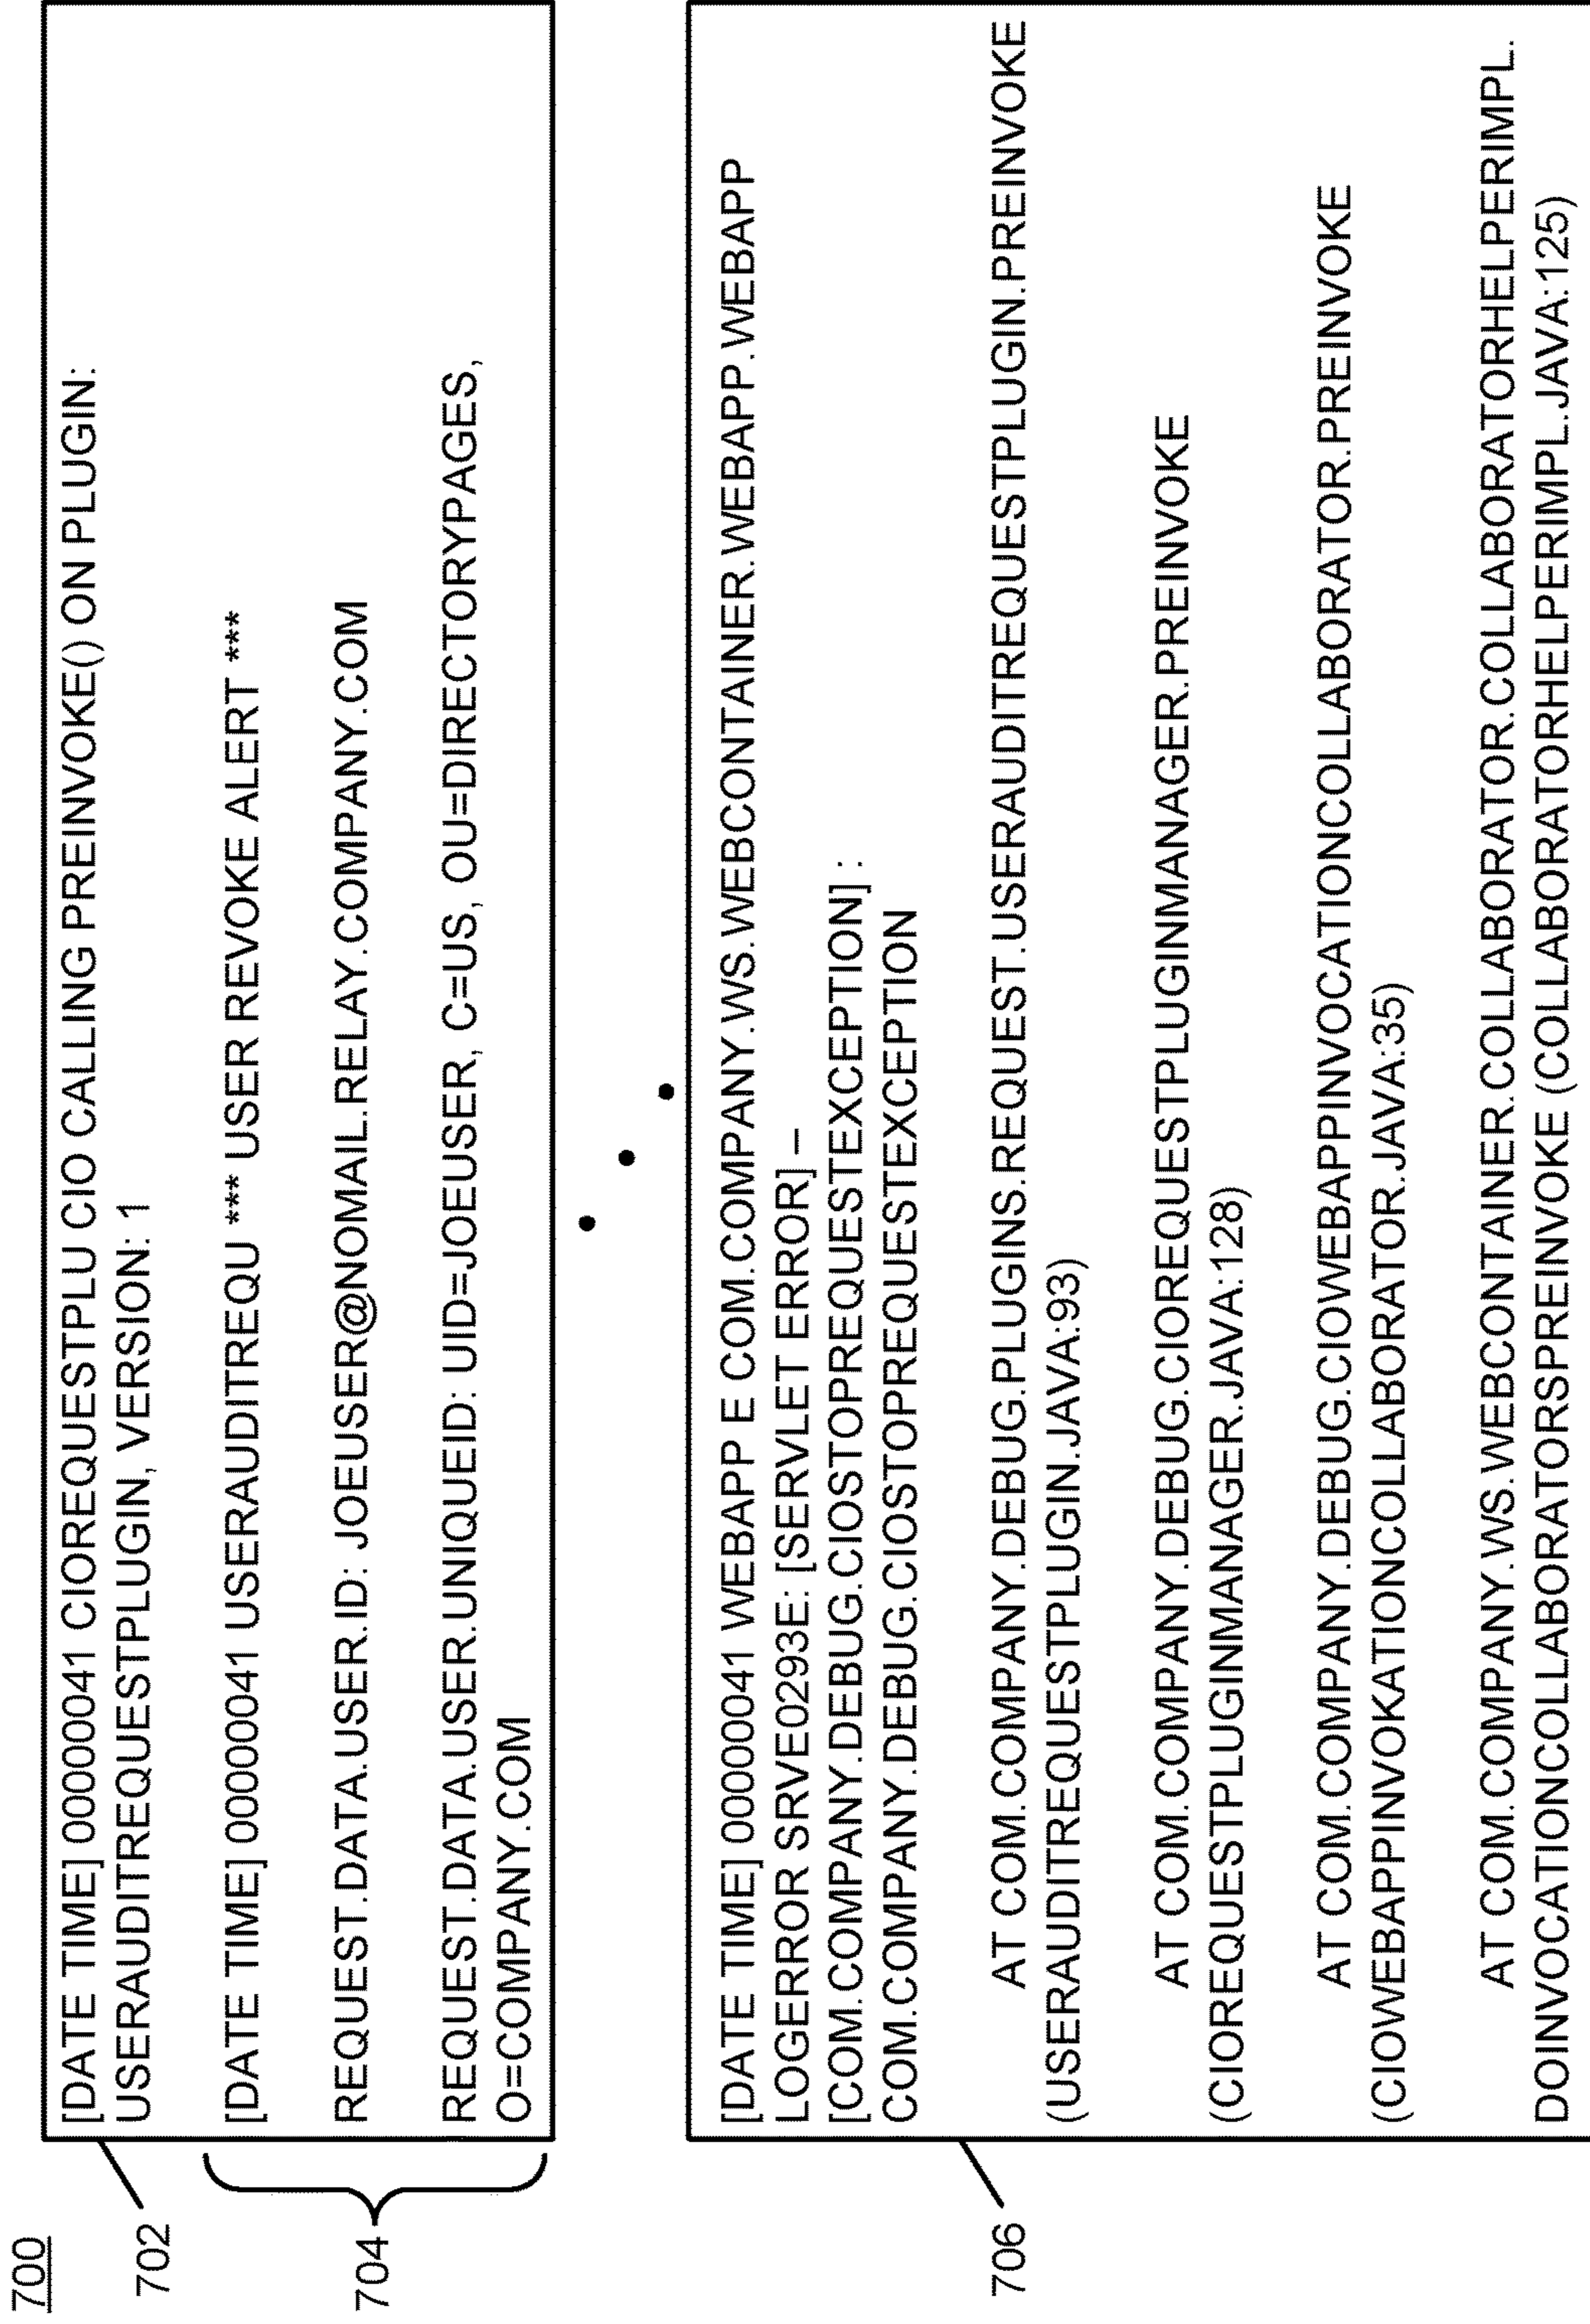 700
702
[DATE TIME] 00000041 CIOREQUESTPLU CIO CALLING PREINVOKE() ON PLUGIN:
USERAUDITREQUESTPLUGIN, VERSION: 1
704
[DATE TIME] 00000041 USERAUDITREQU *** USER REVOKE ALERT ***
REQUEST.DATA.USER.ID: JOEUSER@NOMAIL.RELAY.COMPANY.COM
REQUEST.DATA.USER.UNIQUEID: UID=JOEUSER, C=US, OU=DIRECTORYPAGES,
O=COMPANY.COM
706
[DATE TIME] 00000041 WEBAPP E COM.COMPANY.WS.WEBCONTAINER.WEBAPP.WEBAPP
LOGERROR SRVE0293E: [SERVLET ERROR] –
[COM.COMPANY.DEBUG.CIOSTOPREQUESTEXCEPTION] :
COM.COMPANY.DEBUG.CIOSTOPREQUESTEXCEPTION
AT COM.COMPANY.DEBUG.PLUGINS.REQUEST.USERAUDITREQUESTPLUGIN.PREINVOKE
(USERAUDITREQUESTPLUGIN.JAVA:93)
AT COM.COMPANY.DEBUG.CIOREQUESTPLUGINMANAGER.PREINVOKE
(CIOREQUESTPLUGINMANAGER.JAVA:128)
AT COM.COMPANY.DEBUG.CIOWEBAPPINVOCATIONCOLLABORATOR.PREINVOKE
(CIOWEBAPPINVOKATIONCOLLABORATOR.JAVA:35)
AT COM.COMPANY.WS.WEBCONTAINER.COLLABORATOR.COLLABORATORHELPERIMPL.
DOINVOCATIONCOLLABORATORSPREINVOKE (COLLABORATORHELPERIMPL.JAVA:125)